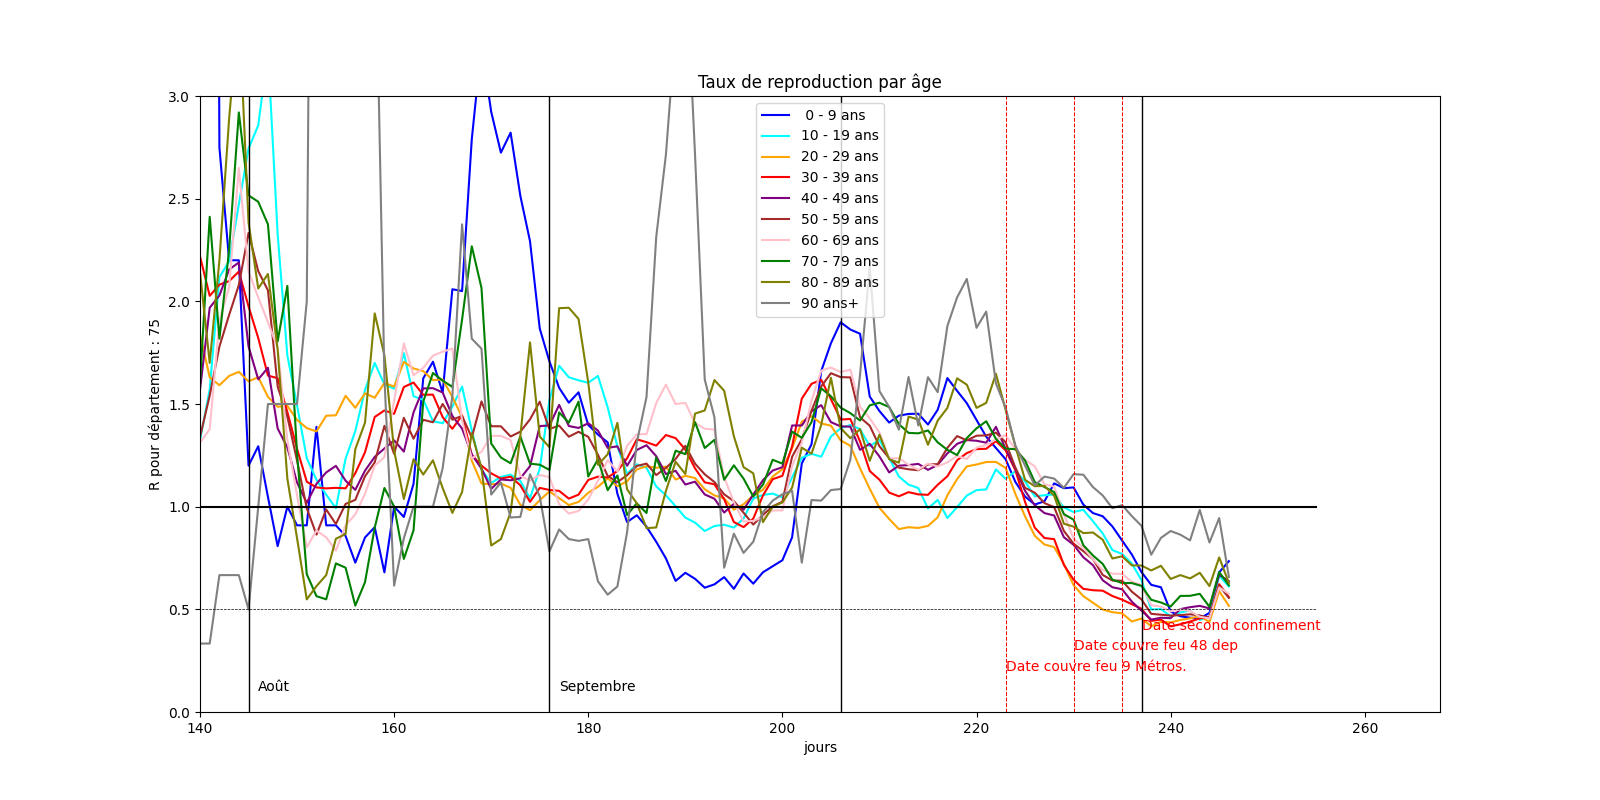 Taux de reproduction par âge
R pour département : 75
3.0
2.5
2.0
1.5
1.0
0.5
0.0
0 - 9 ans
10 - 19 ans
20 - 29 ans
30 - 39 ans
40 - 49 ans
50 - 59 ans
60 - 69 ans
70 - 79 ans
80 - 89 ans
90 ans+
Date second confinement
Date couvre feu 48 dep
Date couvre feu 9 Métros.
Août
Septembre
140
160
180
200
220
240
260
jours